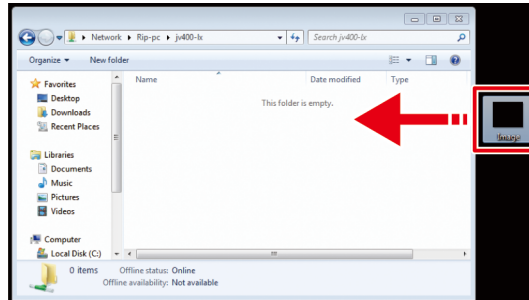 Network ▸ Rip-pc ▸ jv400-lx
Search jv400-lx
Organize New folder
Name Date modified Type
Favorites
Desktop
Downloads
Recent Places
This folder is empty.
Libraries
Documents
Music
Pictures
Videos
Image
Computer
Local Disk (C:)
0 items Offline status: Online
Offline availability: Not available